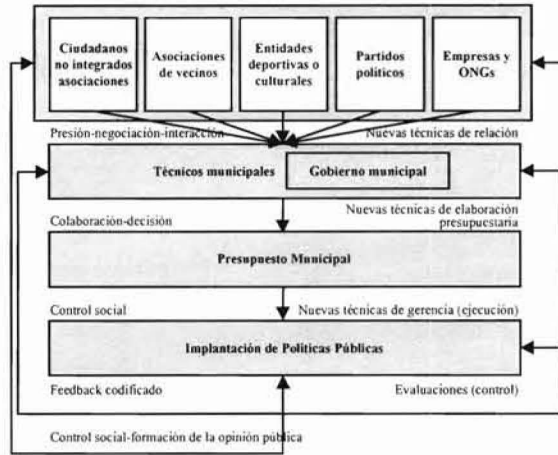 Ciudadanos
no integrados
asociaciones
Asociaciones
de vecinos
Entidades
deportivas o
culturales
Partidos
políticos
Empresas y
ONGs
Presión-negociación-interacción
Nuevas técnicas de relación
Técnicos municipales
Gobierno municipal
Colaboración-decisión
Nuevas técnicas de elaboración
presupuestaria
Presupuesto Municipal
Control social
Nuevas técnicas de gerencia (ejecución)
Implantación de Políticas Públicas
Feedback codificado
Evaluaciones (control)
Control social-formación de la opinión pública